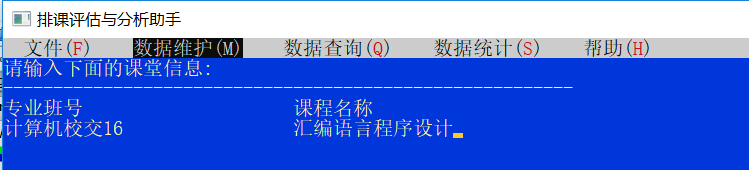 排课评估与分析助手
文件(F) 数据维护(M) 数据查询(Q) 数据统计(S) 帮助(H)
请输入下面的课堂信息:
---------------------------------------------------------
专业班号 课程名称
计算机校交16 汇编语言程序设计